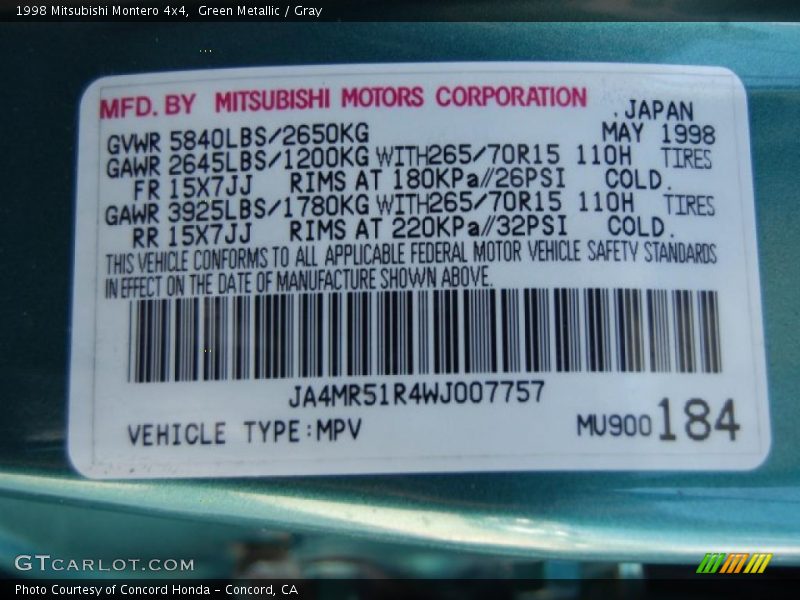 1998 Mitsubishi Montero 4x4,  Green Metallic / Gray
MFD. BY MITSUBISHI MOTORS CORPORATION
.JAPAN
GVWR 5840LBS/2650KG MAY 1998
GAWR 2645LBS/1200KG WITH265/70R15 110H TIRES
FR 15X7JJ RIMS AT 180KPa//26PSI COLD.
GAWR 3925LBS/1780KG WITH265/70R15 110H TIRES
RR 15X7JJ RIMS AT 220KPa//32PSI COLD.
THIS VEHICLE CONFORMS TO ALL APPLICABLE FEDERAL MOTOR VEHICLE SAFETY STANDARDS
IN EFFECT ON THE DATE OF MANUFACTURE SHOWN ABOVE.
JA4MR51R4WJ007757
VEHICLE TYPE:MPV MU900184
GTCARLOT.COM
Photo Courtesy of Concord Honda - Concord, CA